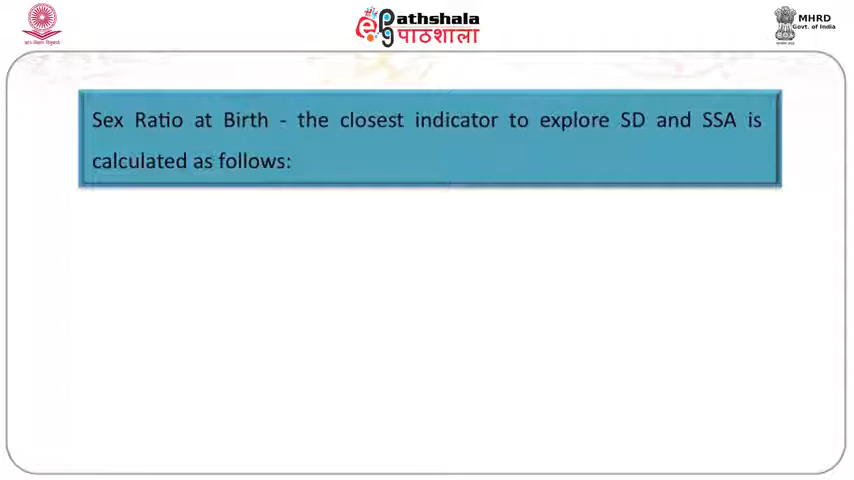 ePathshala
पाठशाला
MHRD
Govt. of India
Sex Ratio at Birth - the closest indicator to explore SD and SSA is
calculated as follows: